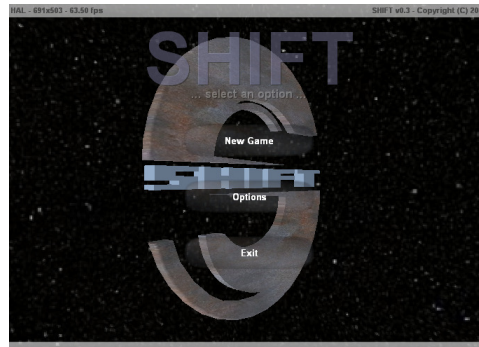 HAL - 691x503 - 63.50 fps
SHIFT v0.3 - Copyright (C) 20
SHIFT
... select an option ...
New Game
SHIFT
Options
Exit